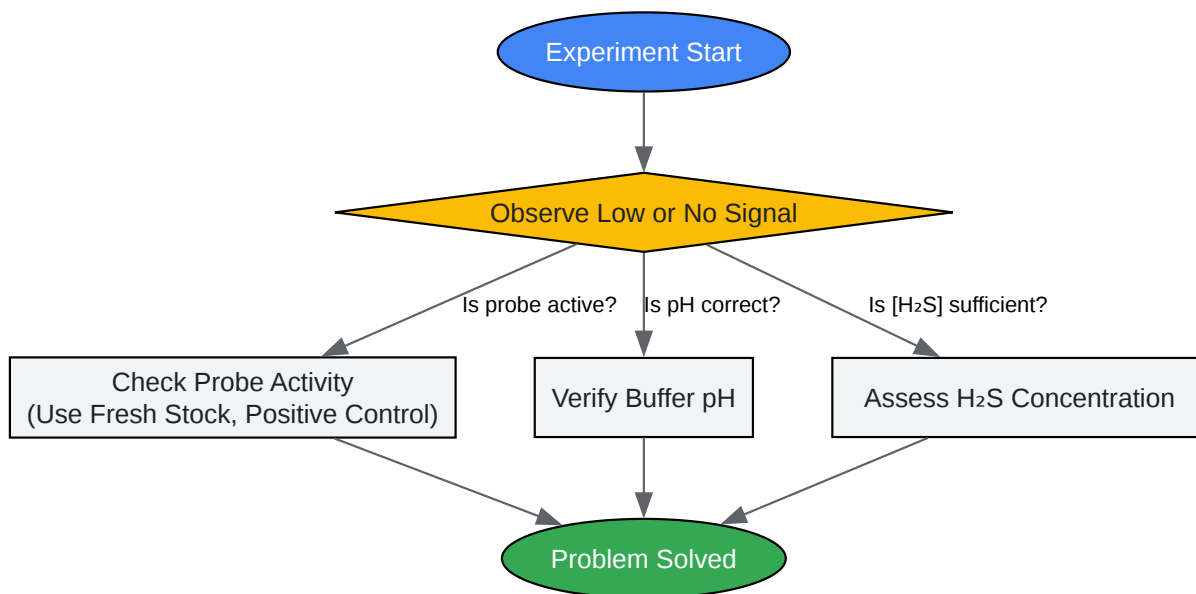 Experiment Start
Observe Low or No Signal
Is probe active?
Is pH correct?
Is [H₂S] sufficient?
Check Probe Activity
(Use Fresh Stock, Positive Control)
Verify Buffer pH
Assess H₂S Concentration
Problem Solved